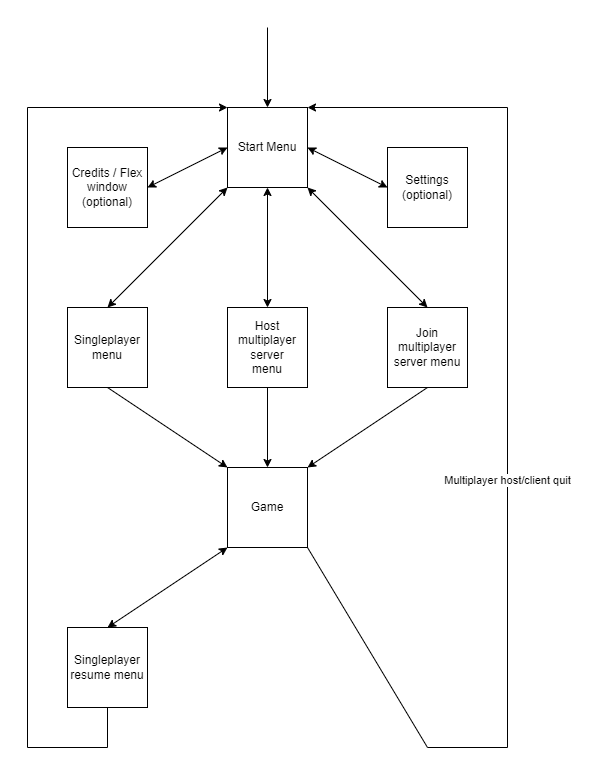 Start Menu
Credits / Flex
window
(optional)
Settings
(optional)
Singleplayer
menu
Host
multiplayer
server
menu
Join
multiplayer
server menu
Multiplayer host/client quit
Game
Singleplayer
resume menu